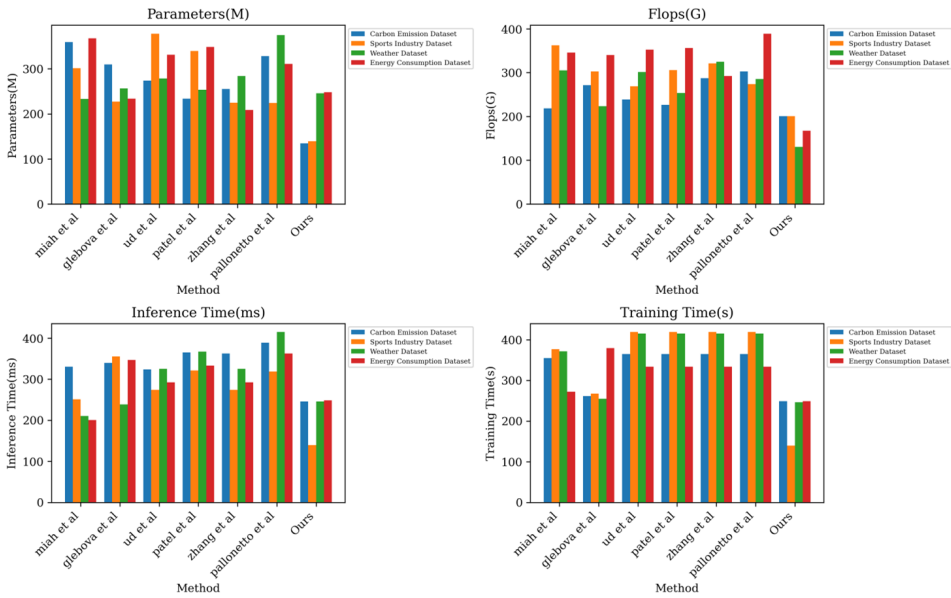 Parameters(M)
Parameters(M)
300
200
100
0
miah et al
glebova et al
ud et al
patel et al
zhang et al
pallonetto et al
Ours
Method
Carbon Emission Dataset
Sports Industry Dataset
Weather Dataset
Energy Consumption Dataset
Flops(G)
Flops(G)
400
300
200
100
0
miah et al
glebova et al
ud et al
patel et al
zhang et al
pallonetto et al
Ours
Method
Carbon Emission Dataset
Sports Industry Dataset
Weather Dataset
Energy Consumption Dataset
Inference Time(ms)
Inference Time(ms)
400
300
200
100
0
miah et al
glebova et al
ud et al
patel et al
zhang et al
pallonetto et al
Ours
Method
Carbon Emission Dataset
Sports Industry Dataset
Weather Dataset
Energy Consumption Dataset
Training Time(s)
Training Time(s)
400
300
200
100
0
miah et al
glebova et al
ud et al
patel et al
zhang et al
pallonetto et al
Ours
Method
Carbon Emission Dataset
Sports Industry Dataset
Weather Dataset
Energy Consumption Dataset